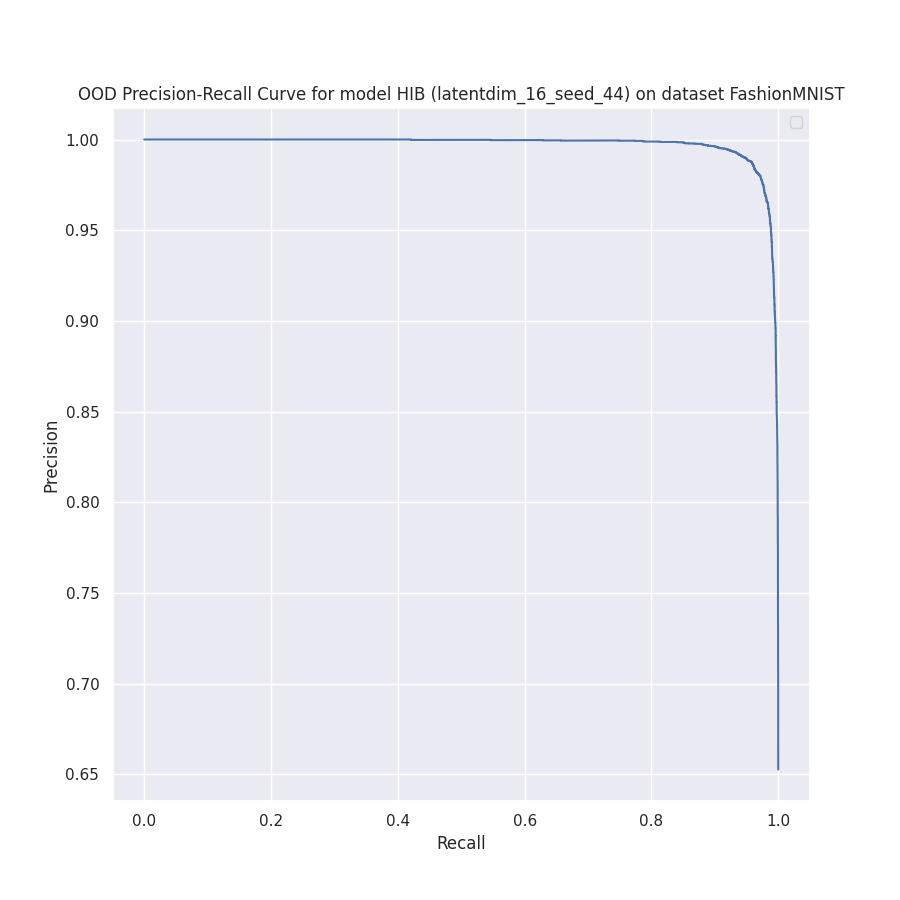 OOD Precision-Recall Curve for model HIB (latentdim_16_seed_44) on dataset FashionMNIST
1.00
0.95
0.90
0.85
0.80
0.75
0.70
0.65
Precision
0.0 0.2 0.4 0.6 0.8 1.0
Recall